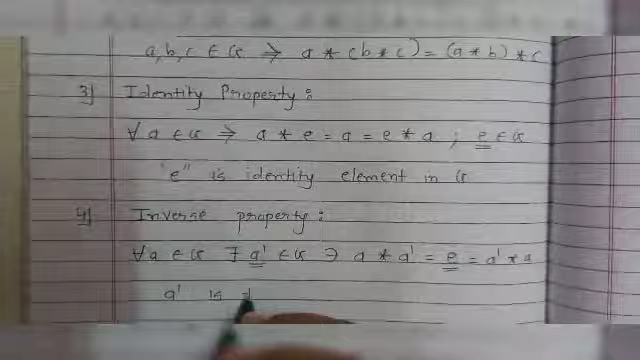 a,b,c ∈ G ⇒ a * (b * c) = (a * b) * c
3] Identity Property:
∀ a ∈ G ⇒ a * e = a = e * a ; e ∈ G
"e" is identity element in G
4] Inverse property:
∀ a ∈ G ∃ a' ∈ G ∋ a * a' = e = a' * a
a' is